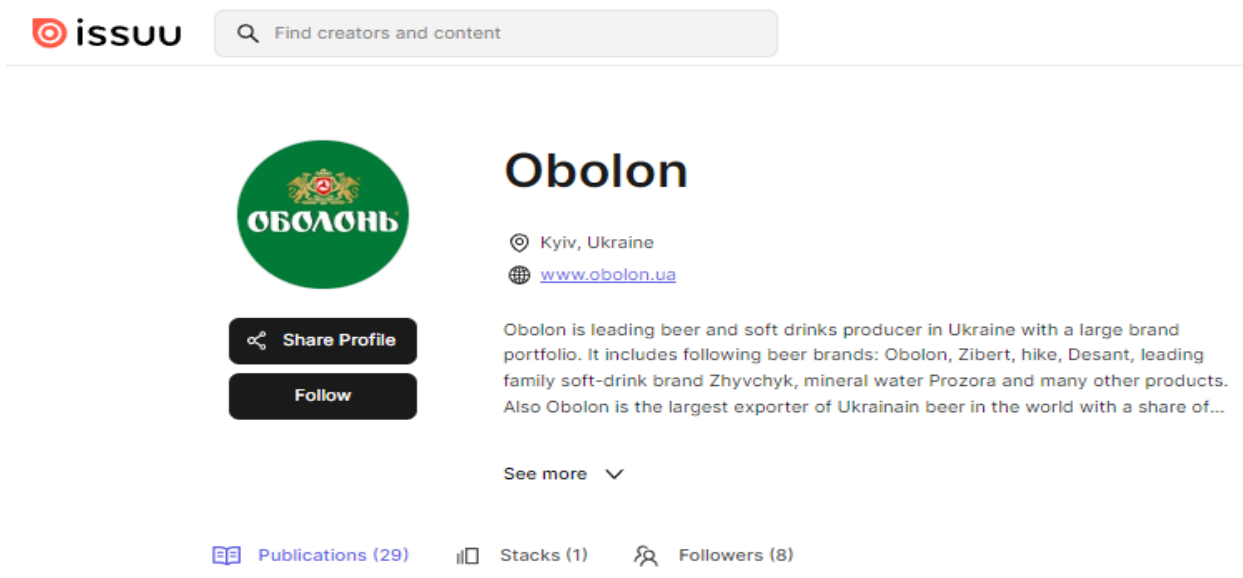 issuu
Find creators and content
ОБОЛОНЬ
Obolon
Kyiv, Ukraine
www.obolon.ua
Share Profile
Follow
Obolon is leading beer and soft drinks producer in Ukraine with a large brand
portfolio. It includes following beer brands: Obolon, Zibert, hike, Desant, leading
family soft-drink brand Zhyvchyk, mineral water Prozora and many other products.
Also Obolon is the largest exporter of Ukrainain beer in the world with a share of...
See more
Publications (29)
Stacks (1)
Followers (8)